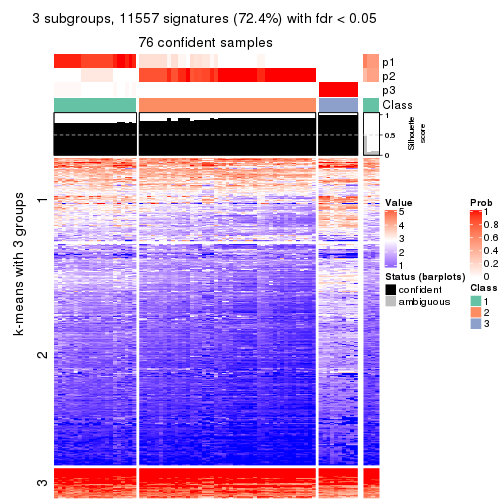 3 subgroups, 11557 signatures (72.4%) with fdr < 0.05
76 confident samples
p1
p2
p3
Class
1
0.5
0
Silhouette
score
k-means with 3 groups
1
2
3
Value
5
4
3
2
1
Status (barplots)
confident
ambiguous
Prob
1
0.8
0.6
0.4
0.2
0
Class
1
2
3